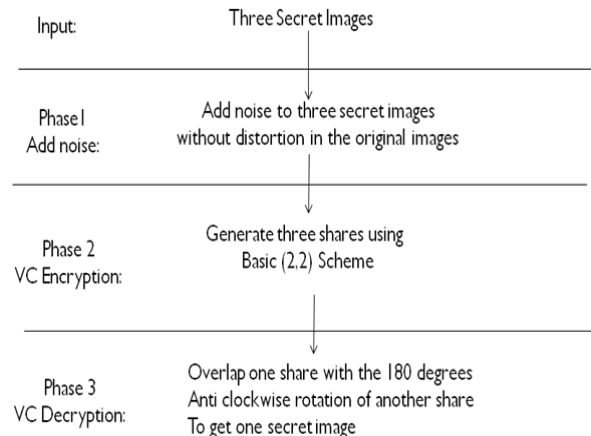 Input:
Three Secret Images
Phase1
Add noise:
Add noise to three secret images
without distortion in the original images
Phase 2
VC Encryption:
Generate three shares using
Basic (2,2) Scheme
Phase 3
VC Decryption:
Overlap one share with the 180 degrees
Anti clockwise rotation of another share
To get one secret image